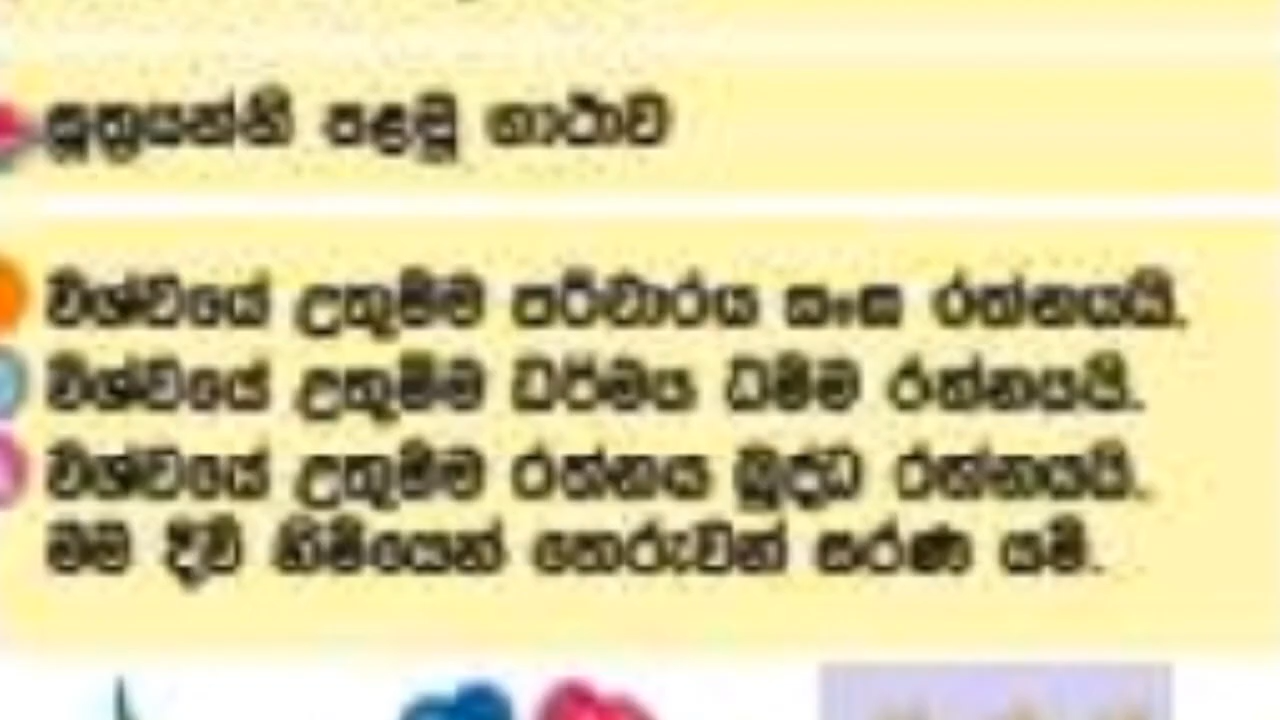 සූත්‍රයන්හි පළමු ගාථාව
විශ්වයේ උතුම්ම පරිවාරය සංඝ රත්නයයි.
විශ්වයේ උතුම්ම ධර්මය ධම්ම රත්නයයි.
විශ්වයේ උතුම්ම රත්නය බුද්ධ රත්නයයි.
මම දිවි හිමියෙන් තෙරුවන් සරණ යමි.